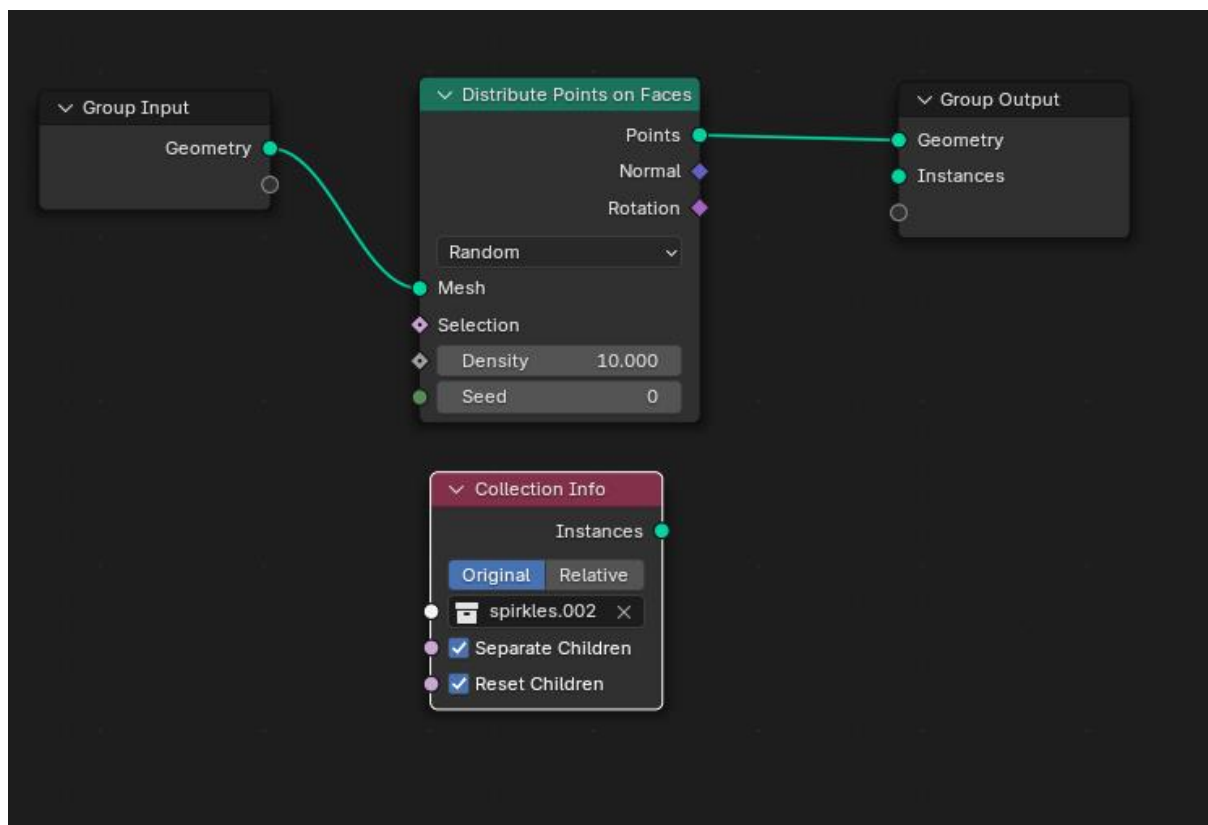 Group Input
Geometry
Distribute Points on Faces
Points
Normal
Rotation
Random
Mesh
Selection
Density 10.000
Seed 0
Group Output
Geometry
Instances
Collection Info
Instances
Original Relative
spirkles.002
Separate Children
Reset Children